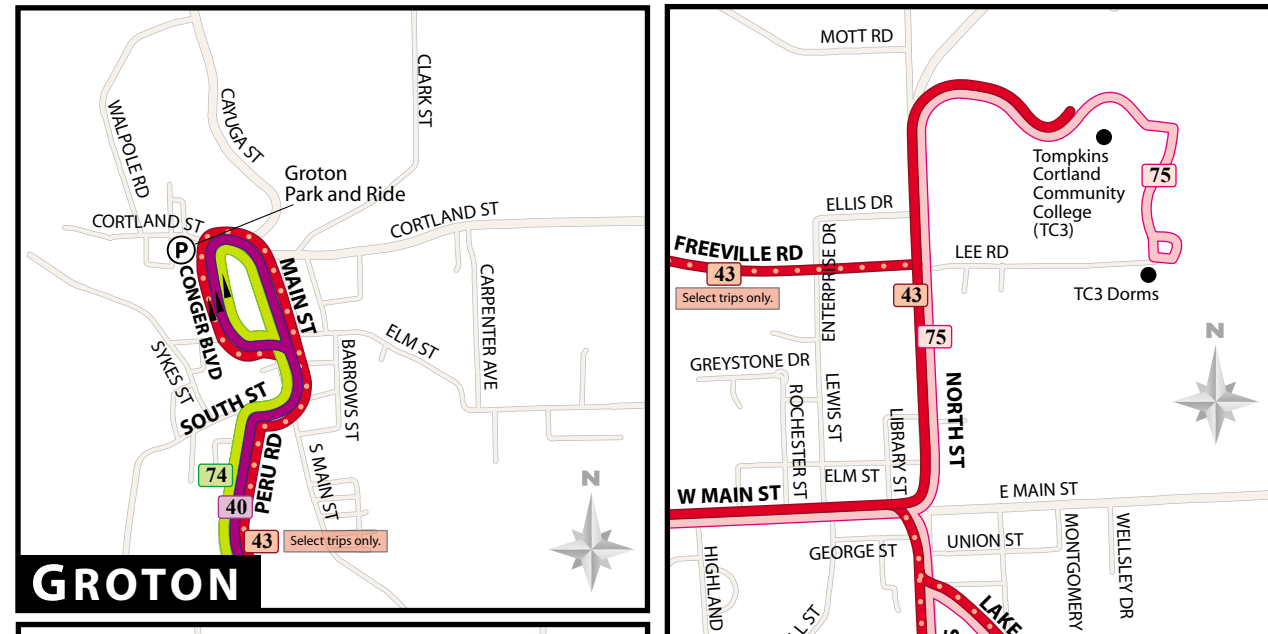 CLARK ST
CAYUGA ST
WALPOLE RD
Groton
Park and Ride
CORTLAND ST
CORTLAND ST
P
MAIN ST
CONGER BLVD
CARPENTER AVE
ELM ST
SYKES ST
BARROWS ST
SOUTH ST
PERU RD
S MAIN ST
74
40
43
Select trips only.
N
GROTON
MOTT RD
Tompkins
Cortland
Community
College
(TC3)
75
ELLIS DR
FREEVILLE RD
43
Select trips only.
ENTERPRISE DR
LEE RD
TC3 Dorms
43
75
N
GREYSTONE DR
ROCHESTER ST
LEWIS ST
LIBRARY ST
NORTH ST
ELM ST
W MAIN ST
E MAIN ST
GEORGE ST
UNION ST
MONTGOMERY
WELLSLEY DR
HIGHLAND
LL ST
LAKE